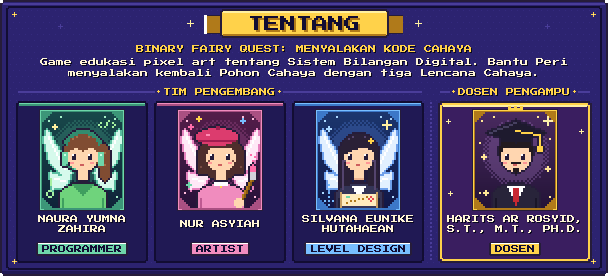 TENTANG
BINARY FAIRY QUEST: MENYALAKAN KODE CAHAYA
Game edukasi pixel art tentang Sistem Bilangan Digital. Bantu Peri
menyalakan kembali Pohon Cahaya dengan tiga Lencana Cahaya.
TIM PENGEMBANG
DOSEN PENGAMPU
NAURA YUMNA
ZAHIRA
PROGRAMMER
NUR ASYIAH
ARTIST
SILVANA EUNIKE
HUTAHAEAN
LEVEL DESIGN
HARITS AR ROSYID,
S.T., M.T., PH.D.
DOSEN